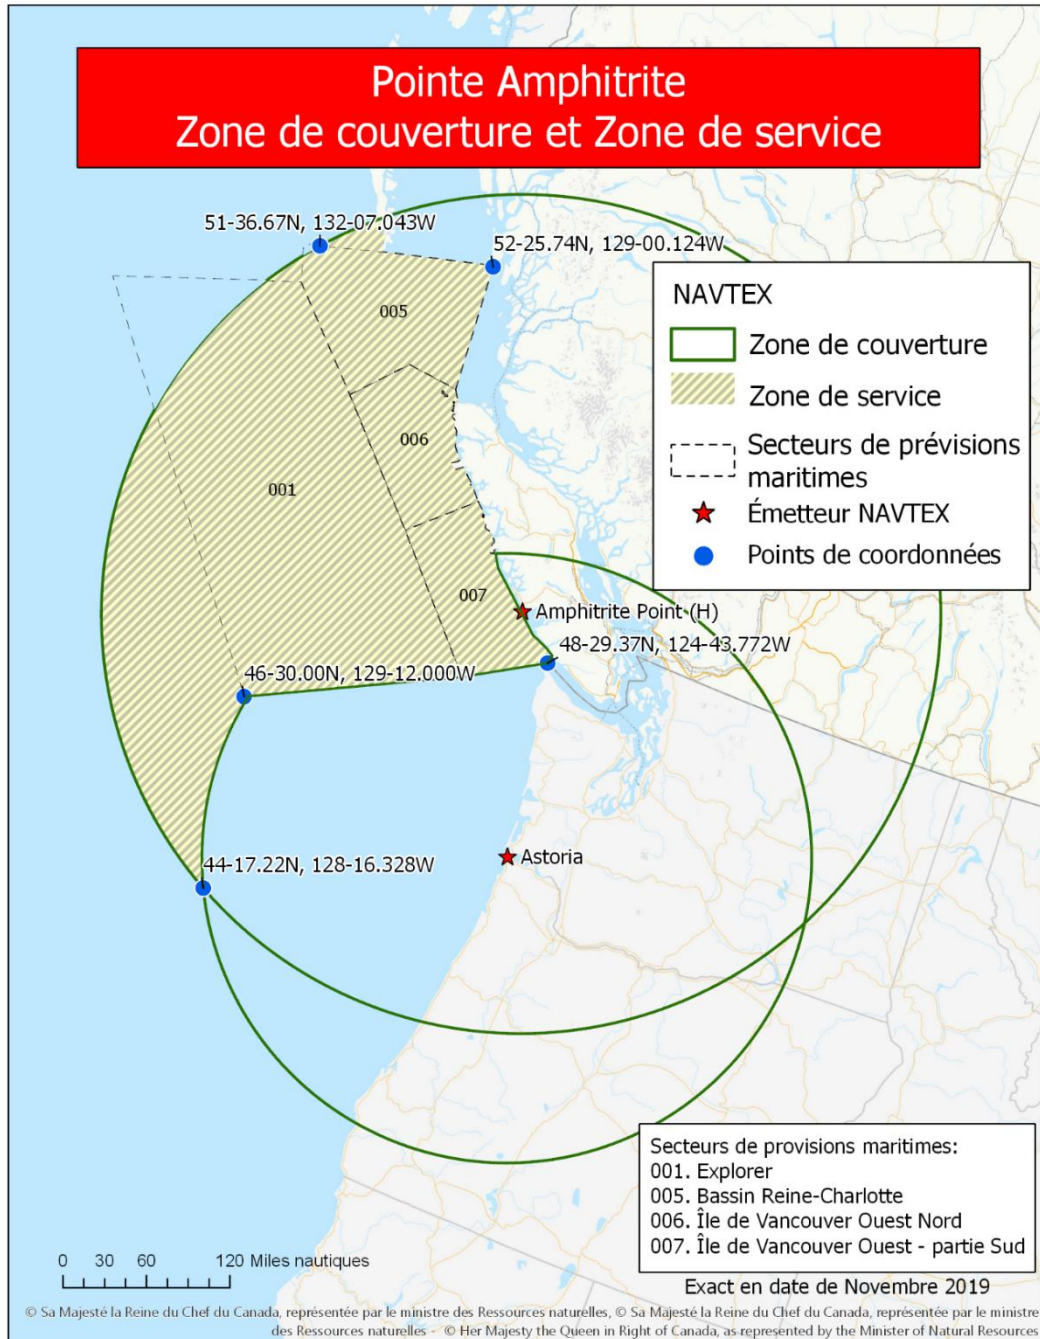 Pointe Amphitrite
Zone de couverture et Zone de service
51-36.67N, 132-07.043W
52-25.74N, 129-00.124W
NAVTEX
Zone de couverture
Zone de service
Secteurs de prévisions
maritimes
Émetteur NAVTEX
Points de coordonnées
005
006
001
007
Amphitrite Point (H)
48-29.37N, 124-43.772W
46-30.00N, 129-12.000W
Astoria
44-17.22N, 128-16.328W
Secteurs de provisions maritimes:
001. Explorer
005. Bassin Reine-Charlotte
006. Île de Vancouver Ouest Nord
007. Île de Vancouver Ouest - partie Sud
0 30 60 120 Miles nautiques
Exact en date de Novembre 2019
© Sa Majesté la Reine du Chef du Canada, représentée par le ministre des Ressources naturelles, © Sa Majesté la Reine du Chef du Canada, représentée par le ministre
des Ressources naturelles - © Her Majesty the Queen in Right of Canada, as represented by the Minister of Natural Resources